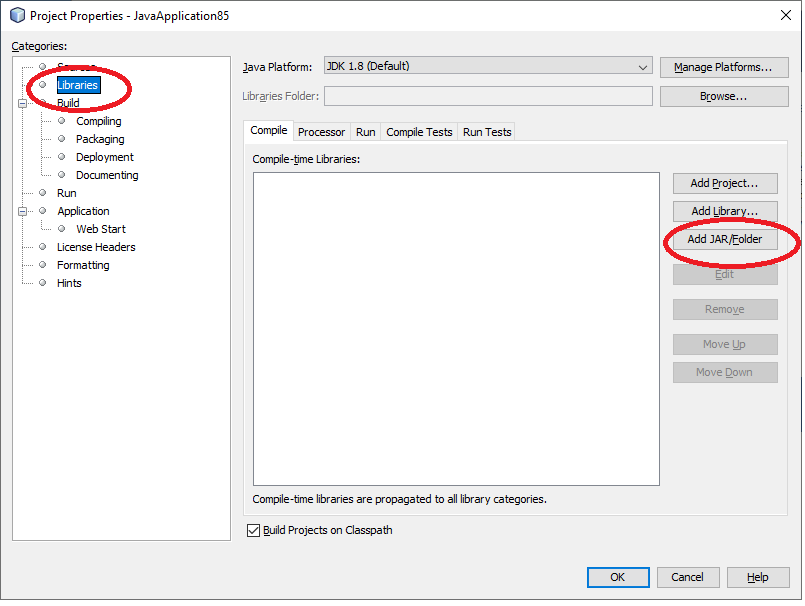 Project Properties - JavaApplication85
Categories:
Sources
Libraries
Build
Compiling
Packaging
Deployment
Documenting
Run
Application
Web Start
License Headers
Formatting
Hints
Java Platform:
JDK 1.8 (Default)
Manage Platforms...
Libraries Folder:
Browse...
Compile
Processor
Run
Compile Tests
Run Tests
Compile-time Libraries:
Add Project...
Add Library...
Add JAR/Folder
Edit
Remove
Move Up
Move Down
Compile-time libraries are propagated to all library categories.
Build Projects on Classpath
OK
Cancel
Help